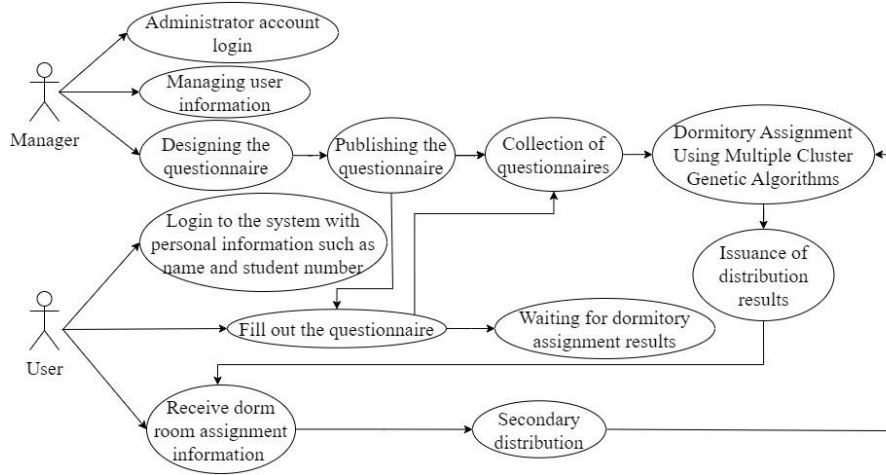 Administrator account
login
Managing user
information
Manager
Designing the
questionnaire
Publishing the
questionnaire
Collection of
questionnaires
Dormitory Assignment
Using Multiple Cluster
Genetic Algorithms
Login to the system with
personal information such as
name and student number
Issuance of
distribution
results
User
Fill out the questionnaire
Waiting for dormitory
assignment results
Receive dorm
room assignment
information
Secondary
distribution